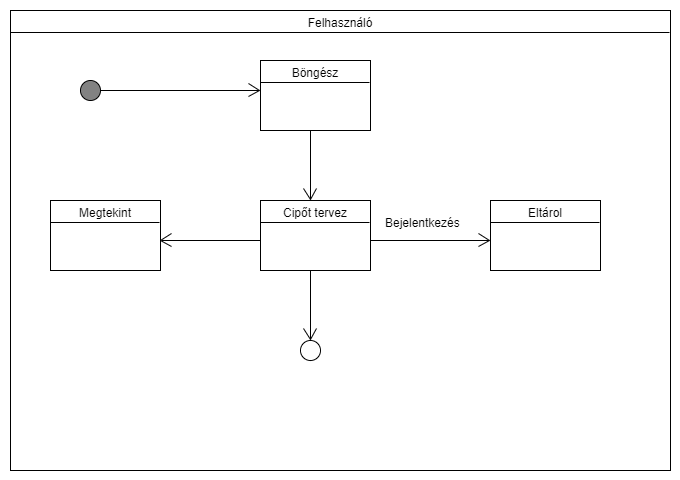 Felhasználó
Böngész
Megtekint
Cipőt tervez
Bejelentkezés
Eltárol